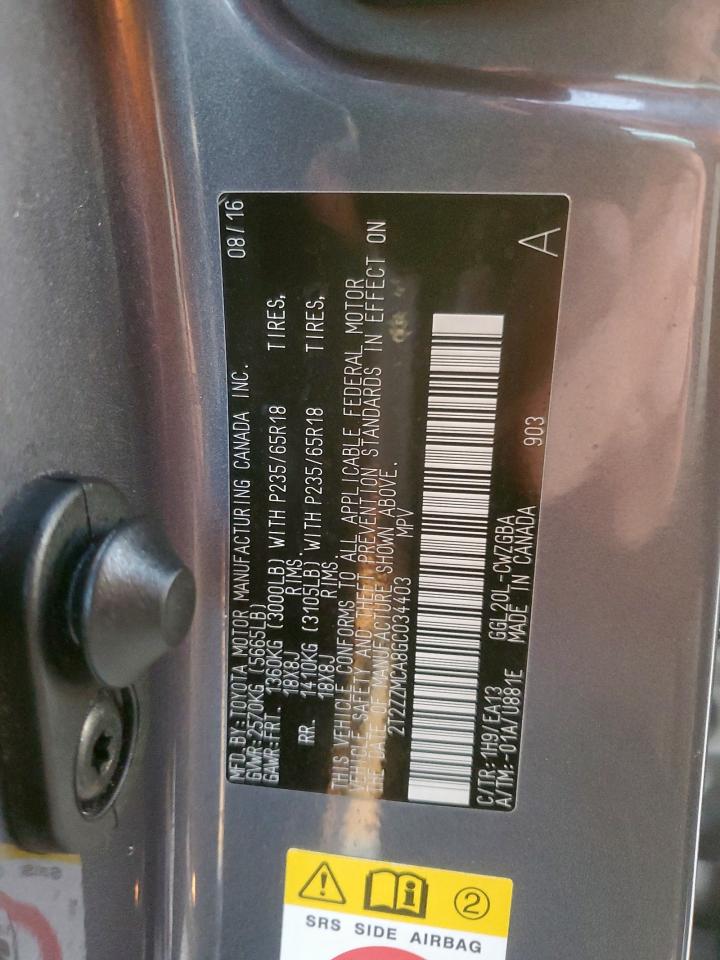 MFD.BY:TOYOTA MOTOR MANUFACTURING CANADA INC. 08/16
GVWR:2570KG(5665LB)
GAWR:FRT. 1360KG (3000LB) WITH P235/65R18 TIRES,
18X8J RIMS.
RR. 1410KG (3105LB) WITH P235/65R18 TIRES,
18X8J RIMS.
THIS VEHICLE CONFORMS TO ALL APPLICABLE FEDERAL MOTOR
VEHICLE SAFETY AND THEFT PREVENTION STANDARDS IN EFFECT ON
THE DATE OF MANUFACTURE SHOWN ABOVE.
2T2ZZMCA8GC034403 MPV
C/TR:1H9/EA13 GGL20L-CWZGBA
A/TM:-01A/U881E MADE IN CANADA 903 A
2
SRS SIDE AIRBAG